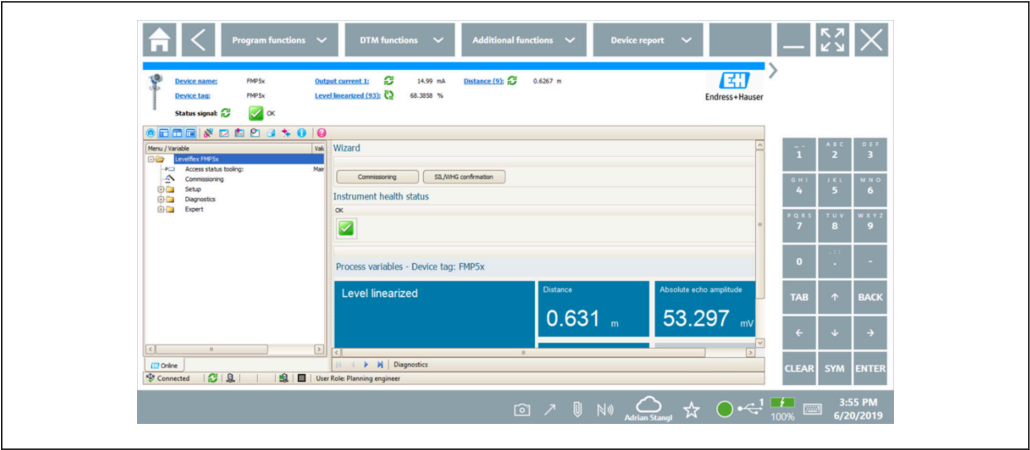 Program functions
DTM functions
Additional functions
Device report
Device name: FMP5x Output current 1: 14.99 mA Distance (9): 0.6267 m
Device tag: FMP5x Level linearized (93): 68.3858 %
Status signal: OK
Endress+Hauser
Menu / Variable Val
Levelflex FMP5x
Access status tooling: Mai
Commissioning
Setup
Diagnostics
Expert
Wizard
Commissioning SIL/WHG confirmation
Instrument health status
OK
Process variables - Device tag: FMP5x
Level linearized
Distance
0.631 m
Absolute echo amplitude
53.297 mV
Online
Diagnostics
Connected
User Role: Planning engineer
1 ABC 2 DEF 3
GHI 4 JKL 5 MNO 6
PQRS 7 TUV 8 WXYZ 9
0 . -
TAB ↑ BACK
← ↓ →
CLEAR SYM ENTER
Adrian Stangl
1
100%
3:55 PM
6/20/2019